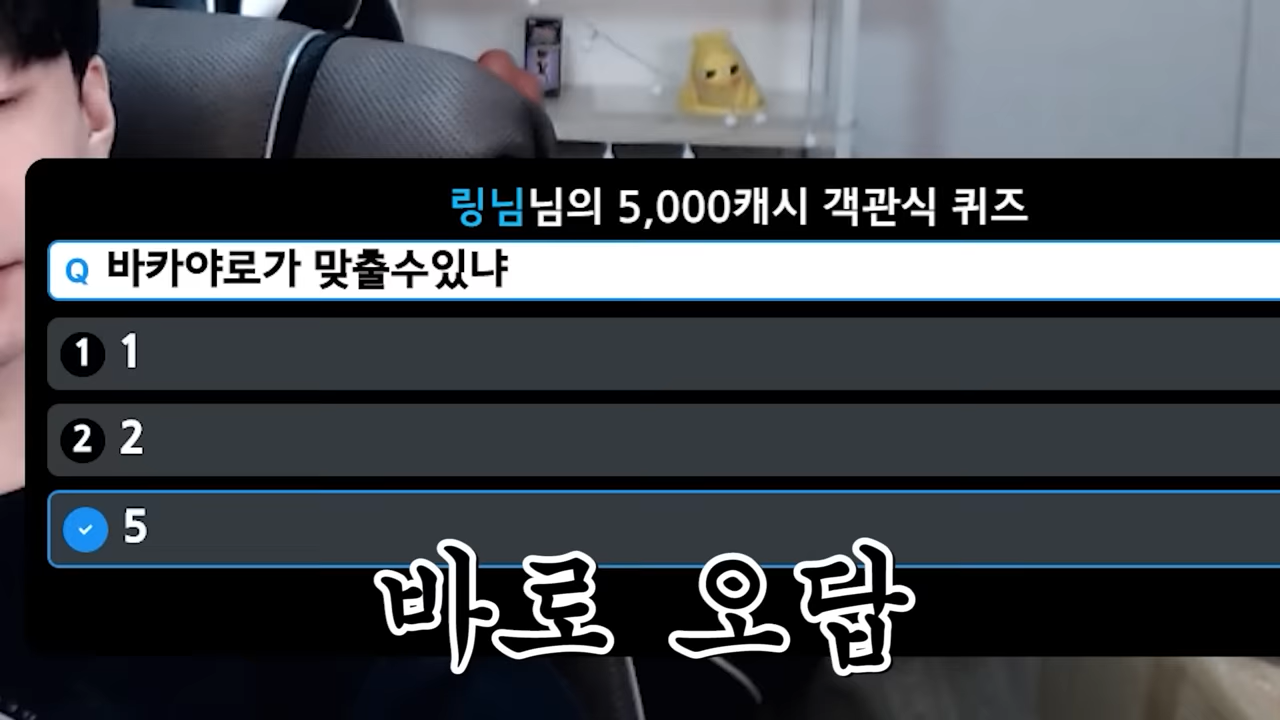 링님님의 5,000캐시 객관식 퀴즈
Q 바카야로가 맞출수있냐
1 1
2 2
5
바로 오답